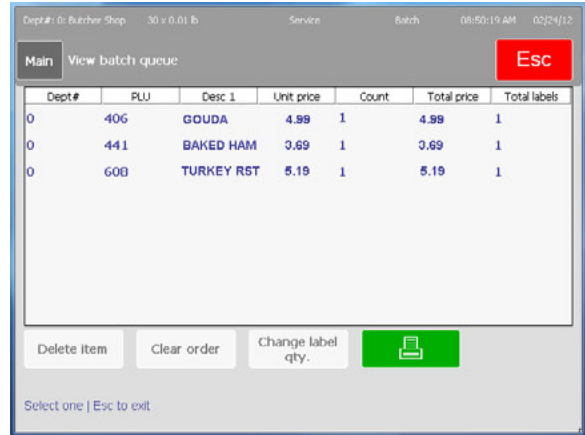 Dept#: 0: Butcher Shop 30 x 0.01 lb Service Batch 08:50:19 AM 02/24/12
Main View batch queue Esc
Dept# PLU Desc 1 Unit price Count Total price Total labels
0 406 GOUDA 4.99 1 4.99 1
0 441 BAKED HAM 3.69 1 3.69 1
0 608 TURKEY RST 5.19 1 5.19 1
Delete item Clear order Change label qty.
Select one | Esc to exit